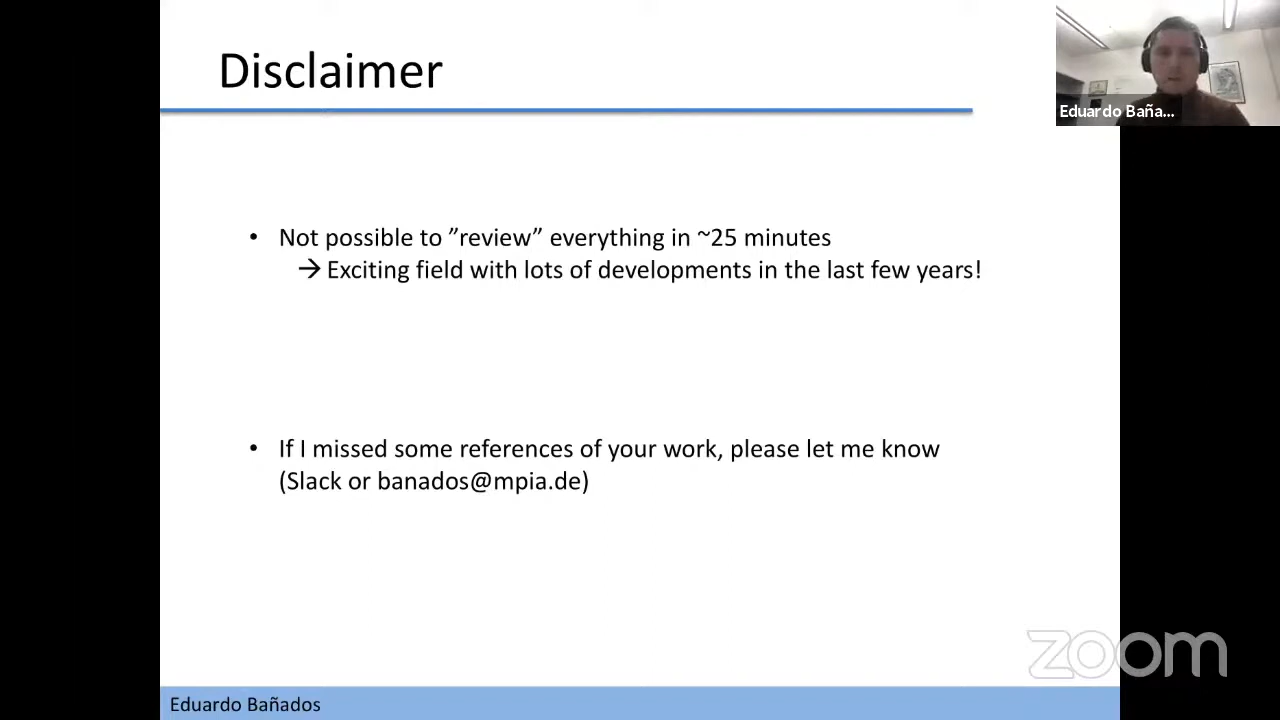 Disclaimer
Eduardo Baña...
• Not possible to ”review” everything in ~25 minutes
→ Exciting field with lots of developments in the last few years!
• If I missed some references of your work, please let me know
(Slack or banados@mpia.de)
zoom
Eduardo Bañados